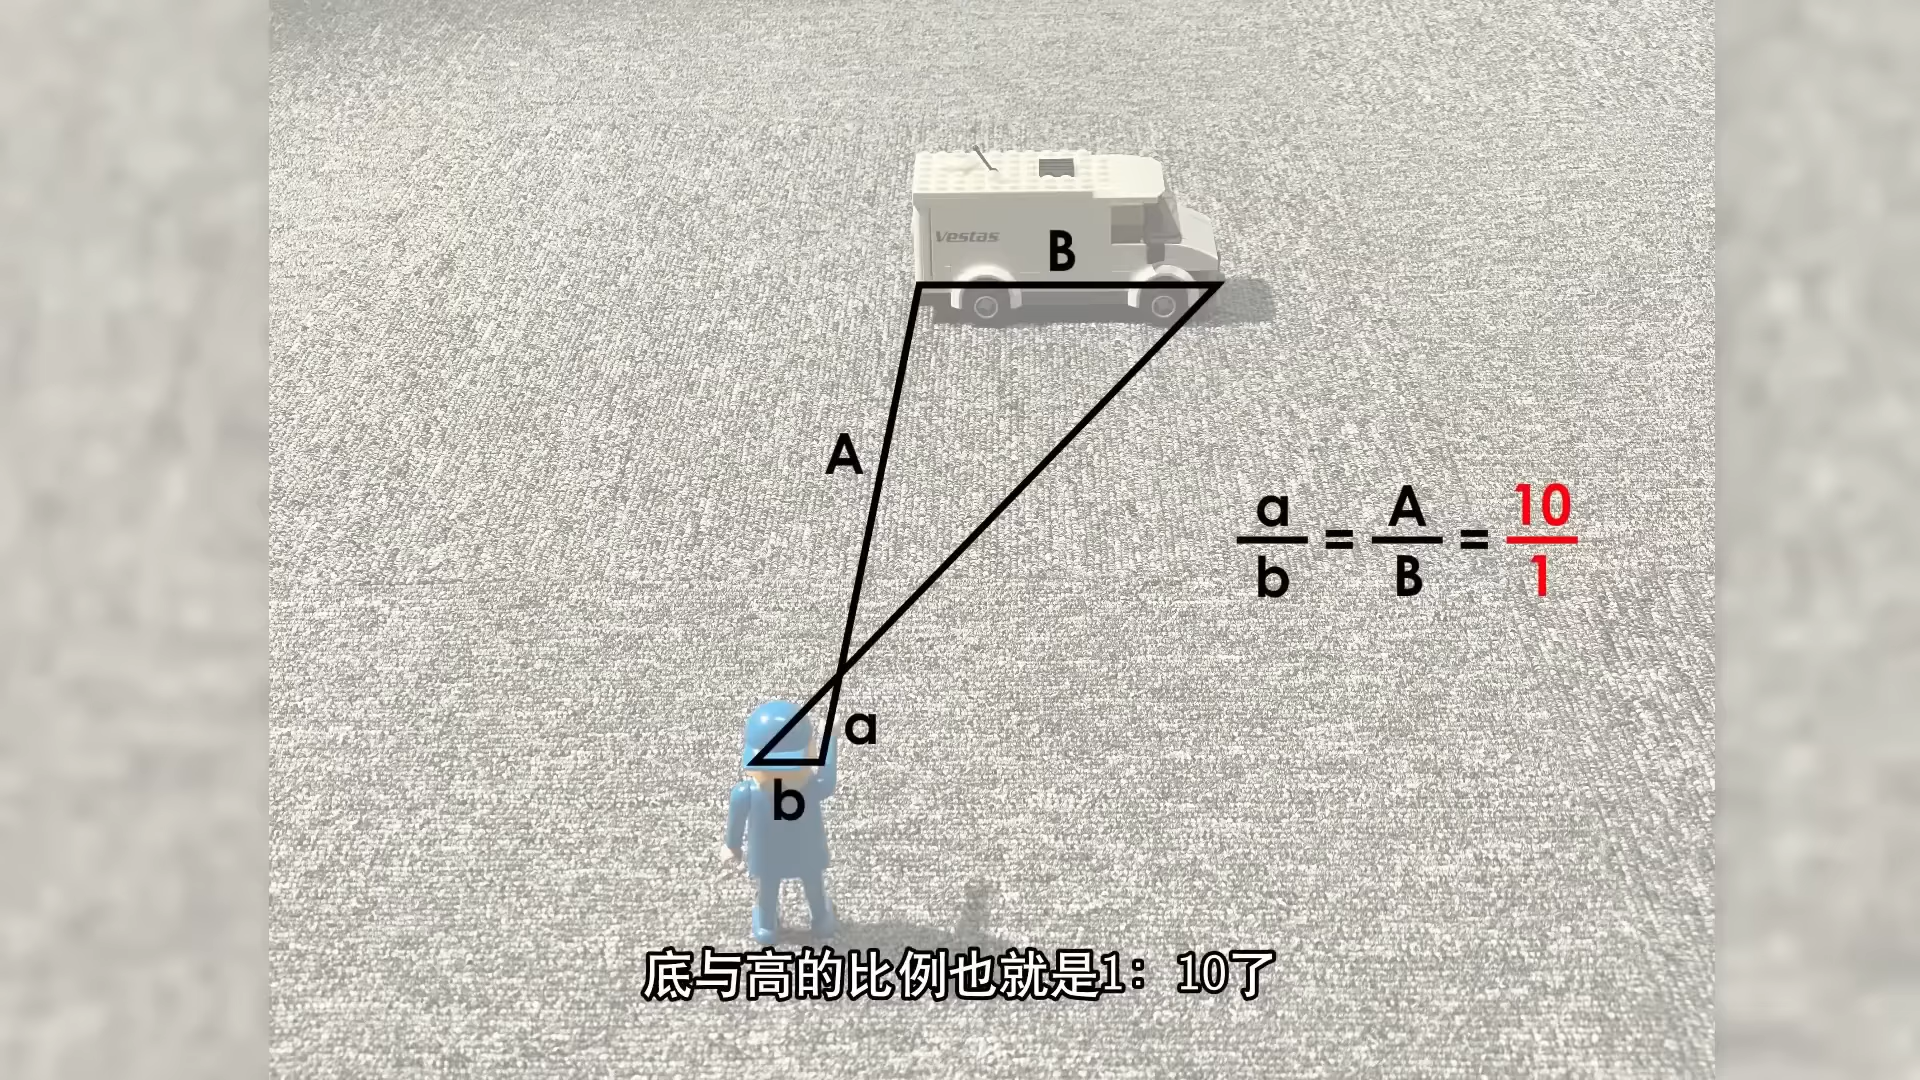 Vestas
B
A
a
b
a/b = A/B = 10/1
底与高的比例也就是1：10了